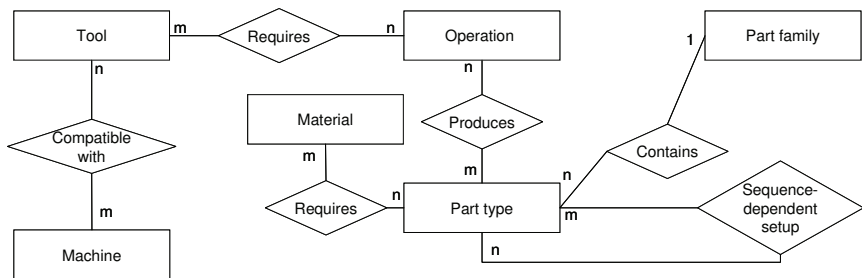 Tool
m
Requires
n
Operation
1
Part family
n
n
Material
Produces
Compatible
with
m
m
Contains
n
m
Requires
n
Part type
m
Sequence-
dependent
setup
Machine
n